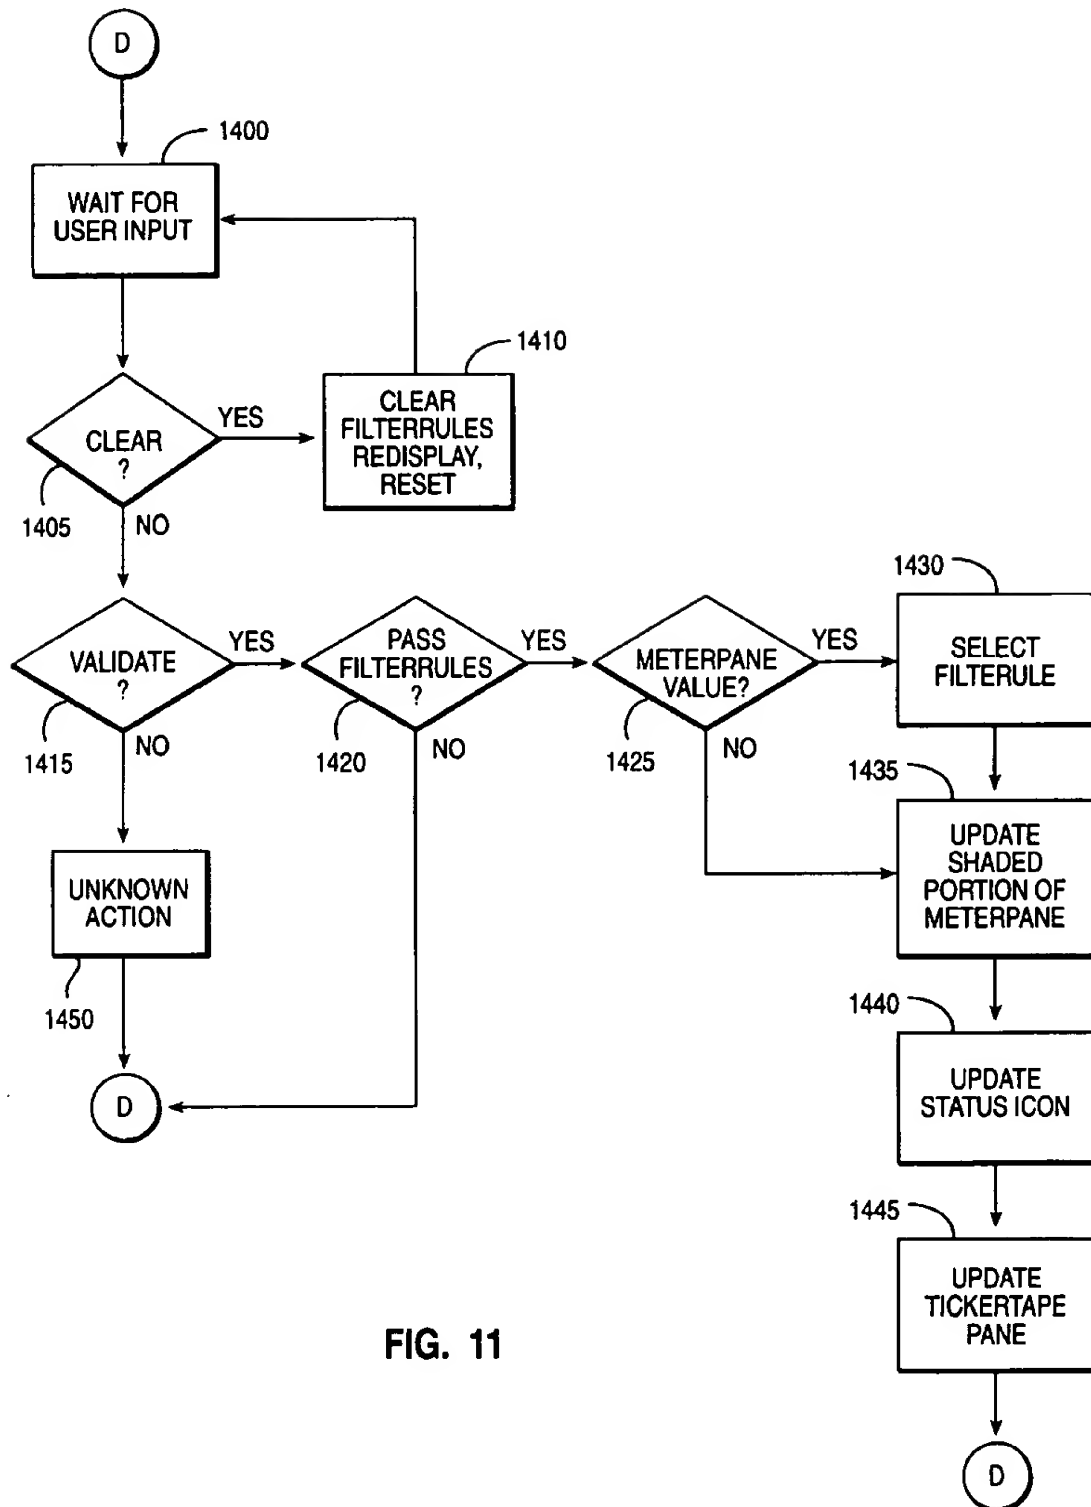 D
1400
WAIT FOR
USER INPUT
1410
CLEAR
FILTERRULES
REDISPLAY,
RESET
CLEAR
?
YES
1405
NO
1430
SELECT
FILTERULE
VALIDATE
?
YES
1415
NO
PASS
FILTERRULES
?
YES
1420
NO
METERPANE
VALUE?
YES
1425
NO
1435
UPDATE
SHADED
PORTION OF
METERPANE
UNKNOWN
ACTION
1450
D
1440
UPDATE
STATUS ICON
1445
UPDATE
TICKERTAPE
PANE
D
FIG. 11